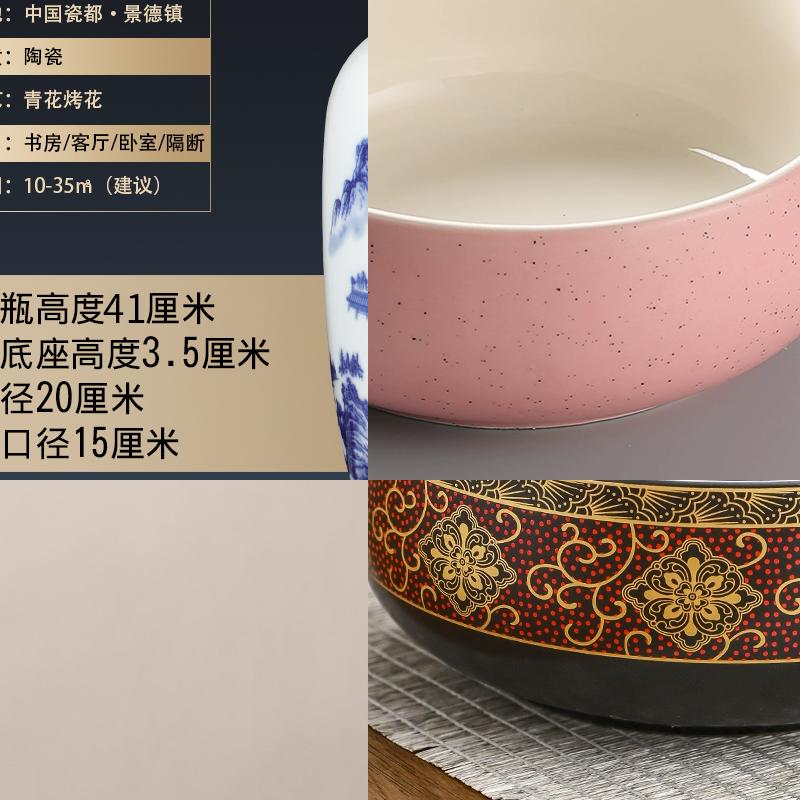 ：中国瓷都·景德镇
：陶瓷
：青花烤花
：书房/客厅/卧室/隔断
：10-35㎡（建议）
瓶高度41厘米
底座高度3.5厘米
径20厘米
口径15厘米